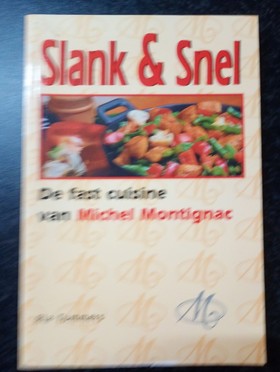 Slank & Snel
De fast cuisine
van Michel Montignac
M